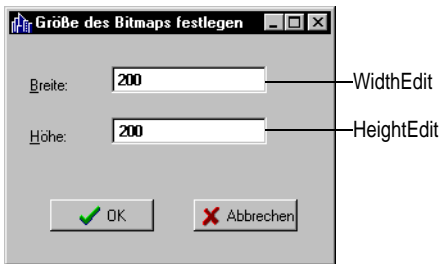 Größe des Bitmaps festlegen
Breite: 200 WidthEdit
Höhe: 200 HeightEdit
OK Abbrechen